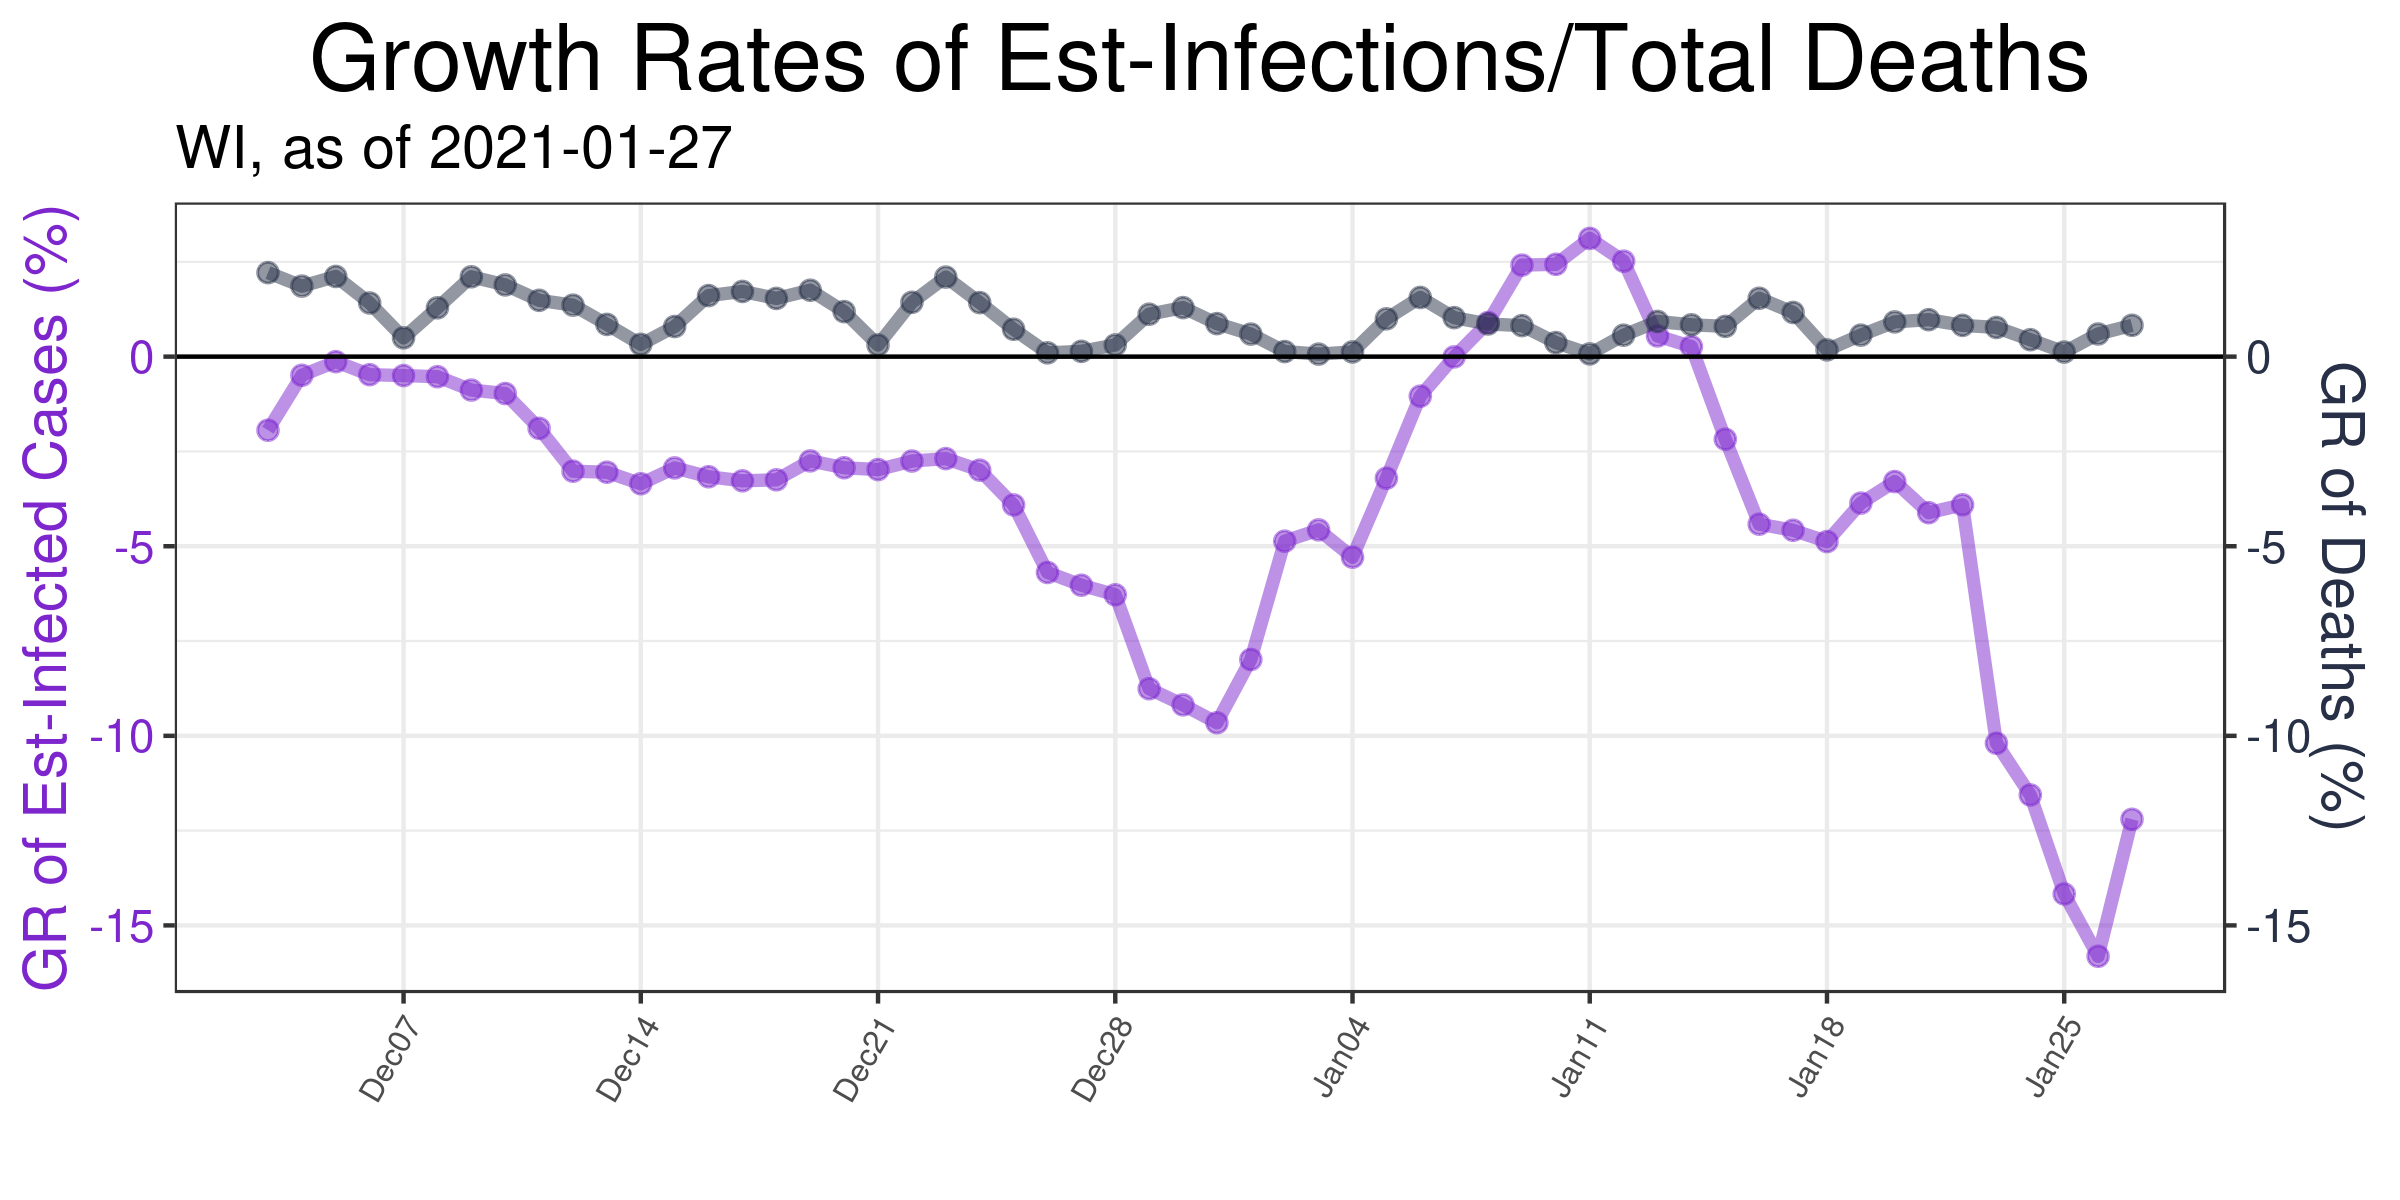 Growth Rates of Est-Infections/Total Deaths
WI, as of 2021-01-27
GR of Est-Infected Cases (%)
0
-5
-10
-15
0
-5
-10
-15
GR of Deaths (%)
Dec07
Dec14
Dec21
Dec28
Jan04
Jan11
Jan18
Jan25